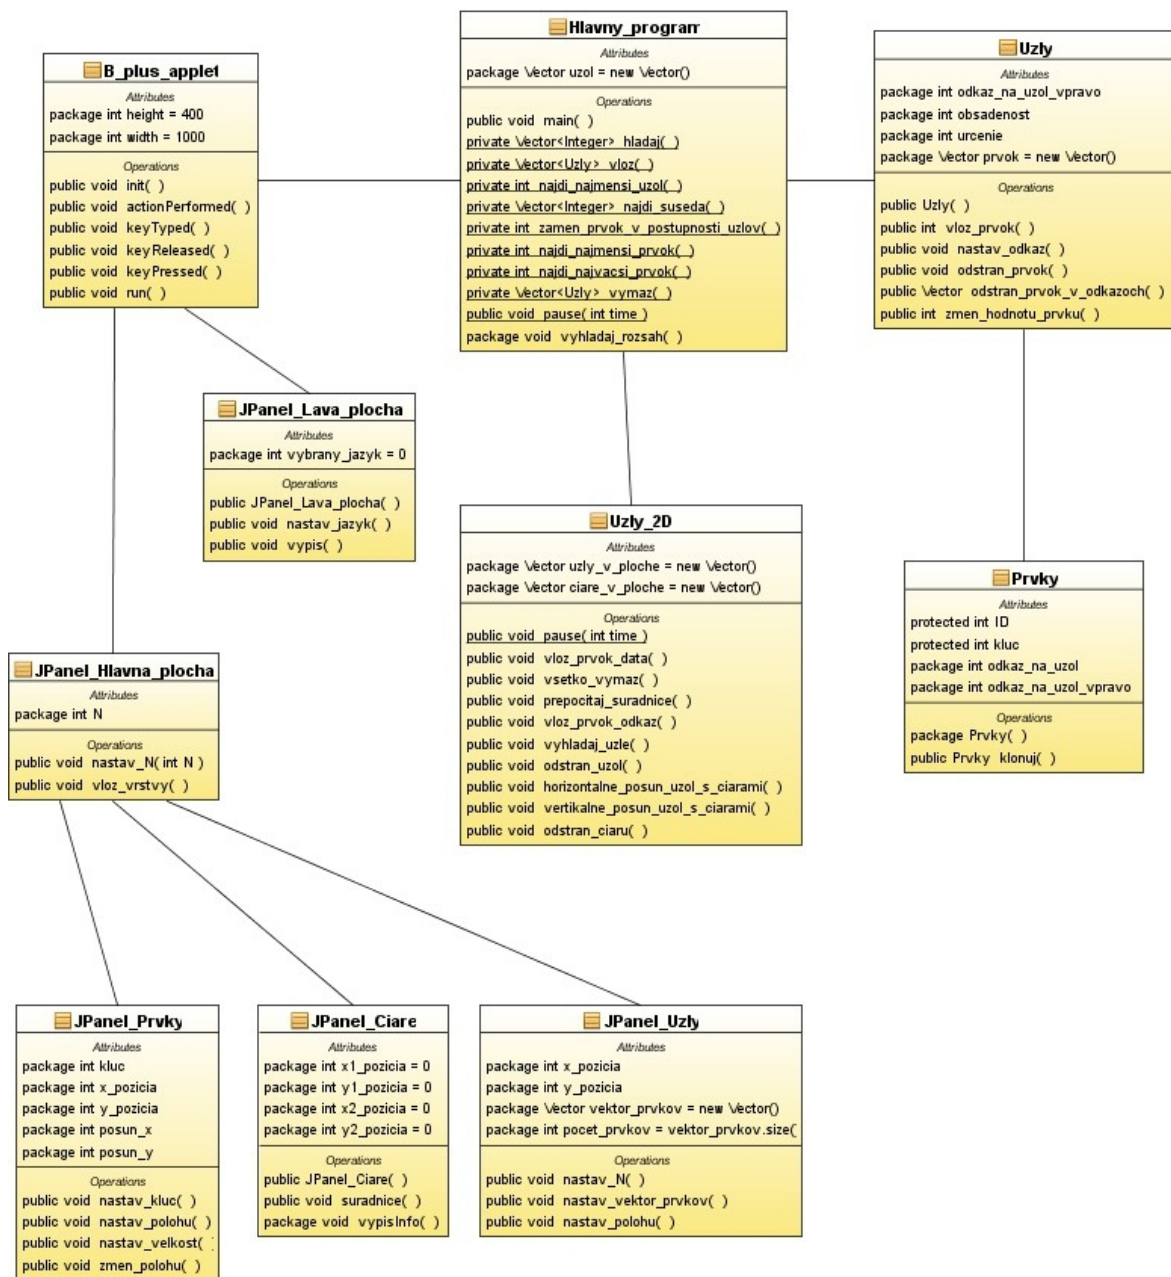 B_plus_applet
Attributes
package int height = 400
package int width = 1000
Operations
public void init( )
public void actionPerformed( )
public void keyTyped( )
public void keyReleased( )
public void keyPressed( )
public void run( )
Hlavny_program
Attributes
package Vector uzol = new Vector()
Operations
public void main( )
private Vector<Integer> hladaj( )
private Vector<Uzly> vloz( )
private int najdi_najmensi_uzol( )
private Vector<Integer> najdi_suseda( )
private int zamen_prvok_v_postupnosti_uzlov( )
private int najdi_najmensi_prvok( )
private int najdi_najvacsi_prvok( )
private Vector<Uzly> vymaz( )
public void pause( int time )
package void vyhladaj_rozsah( )
Uzly
Attributes
package int odkaz_na_uzol_vpravo
package int obsadenost
package int urcenie
package Vector prvok = new Vector()
Operations
public Uzly( )
public int vloz_prvok( )
public void nastav_odkaz( )
public void odstran_prvok( )
public Vector odstran_prvok_v_odkazoch( )
public int zmen_hodnotu_prvku( )
JPanel_Lava_plocha
Attributes
package int vybrany_jazyk = 0
Operations
public JPanel_Lava_plocha( )
public void nastav_jazyk( )
public void vypis( )
Uzly_2D
Attributes
package Vector uzly_v_ploche = new Vector()
package Vector ciare_v_ploche = new Vector()
Operations
public void pause( int time )
public void vloz_prvok_data( )
public void vsetko_vymaz( )
public void prepocitaj_suradnice( )
public void vloz_prvok_odkaz( )
public void vyhladaj_uzle( )
public void odstran_uzol( )
public void horizontalne_posun_uzol_s_ciarami( )
public void vertikalne_posun_uzol_s_ciarami( )
public void odstran_ciaru( )
Prvky
Attributes
protected int ID
protected int kluc
package int odkaz_na_uzol
package int odkaz_na_uzol_vpravo
Operations
package Prvky( )
public Prvky klonuj( )
JPanel_Hlavna_plocha
Attributes
package int N
Operations
public void nastav_N( int N )
public void vloz_vrstvy( )
JPanel_Prvky
Attributes
package int kluc
package int x_pozicia
package int y_pozicia
package int posun_x
package int posun_y
Operations
public void nastav_kluc( )
public void nastav_polohu( )
public void nastav_velkost(
public void zmen_polohu( )
JPanel_Ciare
Attributes
package int x1_pozicia = 0
package int y1_pozicia = 0
package int x2_pozicia = 0
package int y2_pozicia = 0
Operations
public JPanel_Ciare( )
public void suradnice( )
package void vypisInfo( )
JPanel_Uzly
Attributes
package int x_pozicia
package int y_pozicia
package Vector vektor_prvkov = new Vector()
package int pocet_prvkov = vektor_prvkov.size(
Operations
public void nastav_N( )
public void nastav_vektor_prvkov( )
public void nastav_polohu( )